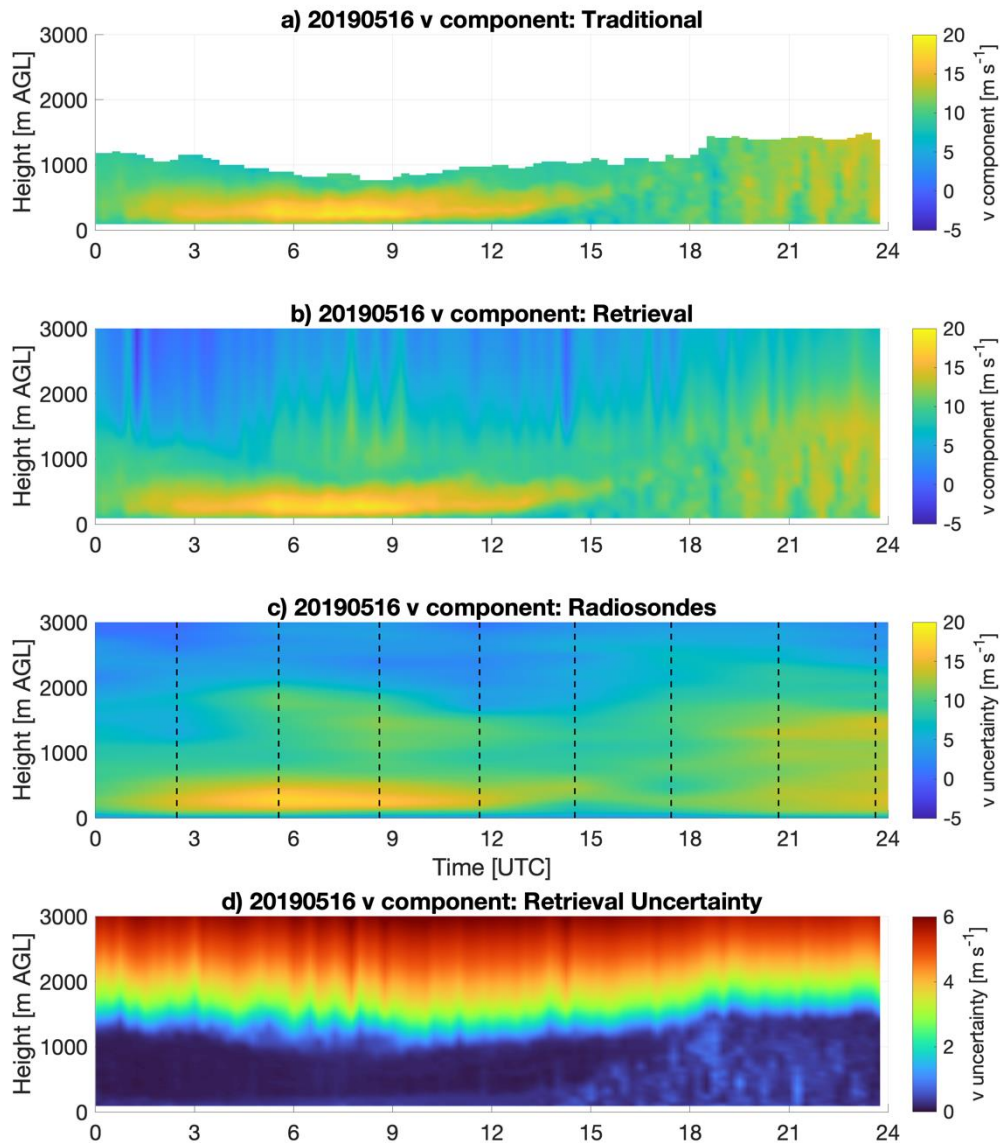 a) 20190516 v component: Traditional
3000
2000
1000
0
Height [m AGL]
0 3 6 9 12 15 18 21 24
20
15
10
5
0
-5
v component [m s⁻¹]
b) 20190516 v component: Retrieval
3000
2000
1000
0
Height [m AGL]
0 3 6 9 12 15 18 21 24
20
15
10
5
0
-5
v component [m s⁻¹]
c) 20190516 v component: Radiosondes
3000
2000
1000
0
Height [m AGL]
0 3 6 9 12 15 18 21 24
Time [UTC]
20
15
10
5
0
-5
v uncertainty [m s⁻¹]
d) 20190516 v component: Retrieval Uncertainty
3000
2000
1000
0
Height [m AGL]
0 3 6 9 12 15 18 21 24
6
4
2
0
v uncertainty [m s⁻¹]